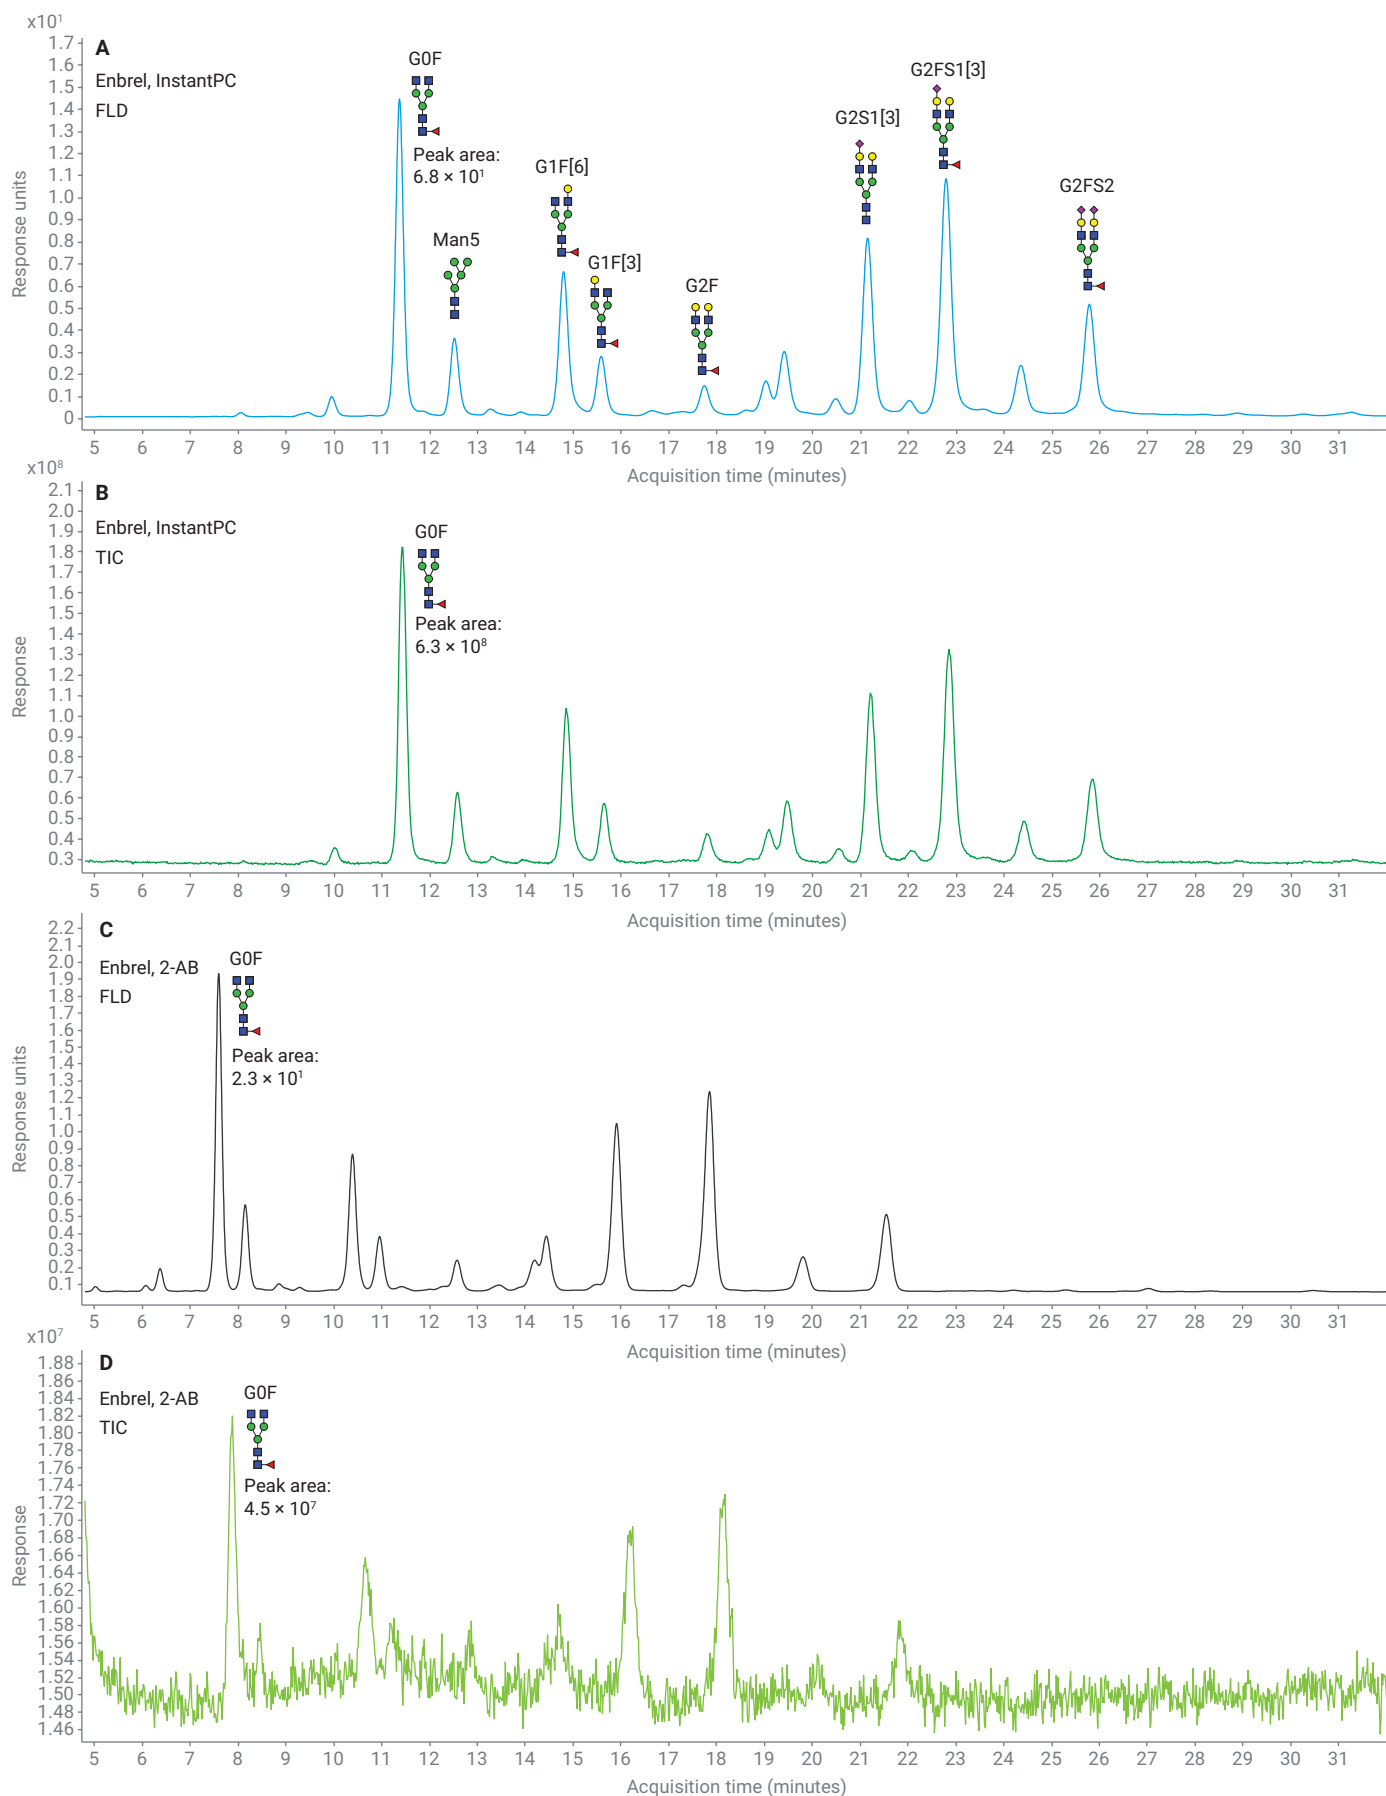 x10¹
A
Enbrel, InstantPC
FLD
Response units
1.7
1.6
1.5
1.4
1.3
1.2
1.1
1.0
0.9
0.8
0.7
0.6
0.5
0.4
0.3
0.2
0.1
0
G0F
Peak area:
6.8 × 10¹
Man5
G1F[6]
G1F[3]
G2F
G2S1[3]
G2FS1[3]
G2FS2
5 6 7 8 9 10 11 12 13 14 15 16 17 18 19 20 21 22 23 24 25 26 27 28 29 30 31
Acquisition time (minutes)
x10⁸
B
Enbrel, InstantPC
TIC
Response
2.1
2.0
1.9
1.8
1.7
1.6
1.5
1.4
1.3
1.2
1.1
1.0
0.9
0.8
0.7
0.6
0.5
0.4
0.3
G0F
Peak area:
6.3 × 10⁸
5 6 7 8 9 10 11 12 13 14 15 16 17 18 19 20 21 22 23 24 25 26 27 28 29 30 31
Acquisition time (minutes)
C
Enbrel, 2-AB
FLD
Response units
2.2
2.1
2.0
1.9
1.8
1.7
1.6
1.5
1.4
1.3
1.2
1.1
1.0
0.9
0.8
0.7
0.6
0.5
0.4
0.3
0.2
0.1
G0F
Peak area:
2.3 × 10¹
5 6 7 8 9 10 11 12 13 14 15 16 17 18 19 20 21 22 23 24 25 26 27 28 29 30 31
Acquisition time (minutes)
x10⁷
D
Enbrel, 2-AB
TIC
Response
1.88
1.86
1.84
1.82
1.80
1.78
1.76
1.74
1.72
1.70
1.68
1.66
1.64
1.62
1.60
1.58
1.56
1.54
1.52
1.50
1.48
1.46
G0F
Peak area:
4.5 × 10⁷
5 6 7 8 9 10 11 12 13 14 15 16 17 18 19 20 21 22 23 24 25 26 27 28 29 30 31
Acquisition time (minutes)